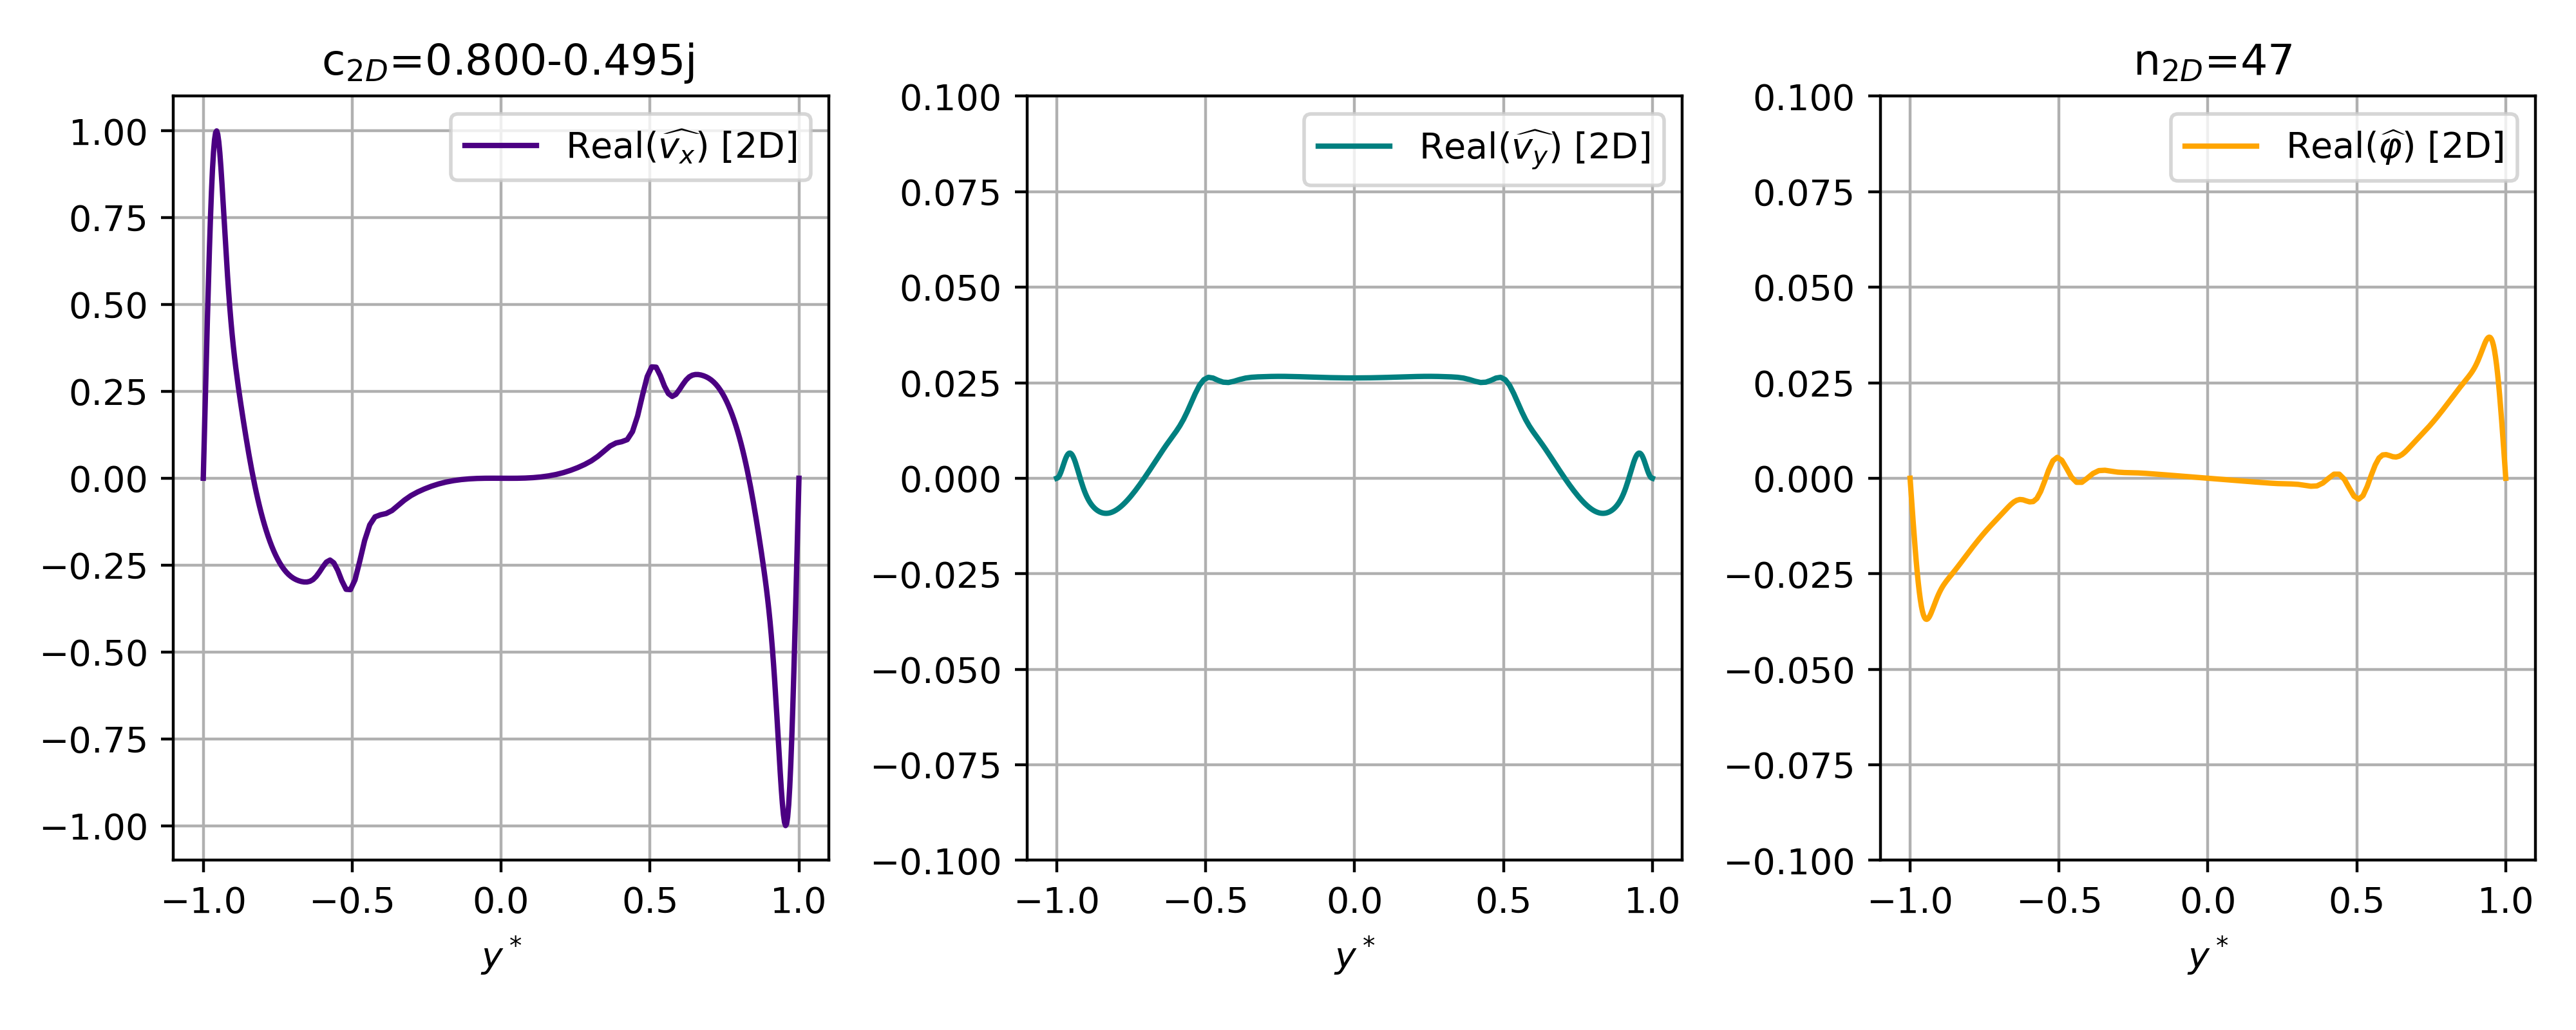 c₂D=0.800-0.495j
Real(v̂ₓ) [2D]
1.00
0.75
0.50
0.25
0.00
−0.25
−0.50
−0.75
−1.00
−1.0 −0.5 0.0 0.5 1.0
y*
Real(v̂y) [2D]
0.100
0.075
0.050
0.025
0.000
−0.025
−0.050
−0.075
−0.100
−1.0 −0.5 0.0 0.5 1.0
y*
n₂D=47
Real(φ̂) [2D]
0.100
0.075
0.050
0.025
0.000
−0.025
−0.050
−0.075
−0.100
−1.0 −0.5 0.0 0.5 1.0
y*